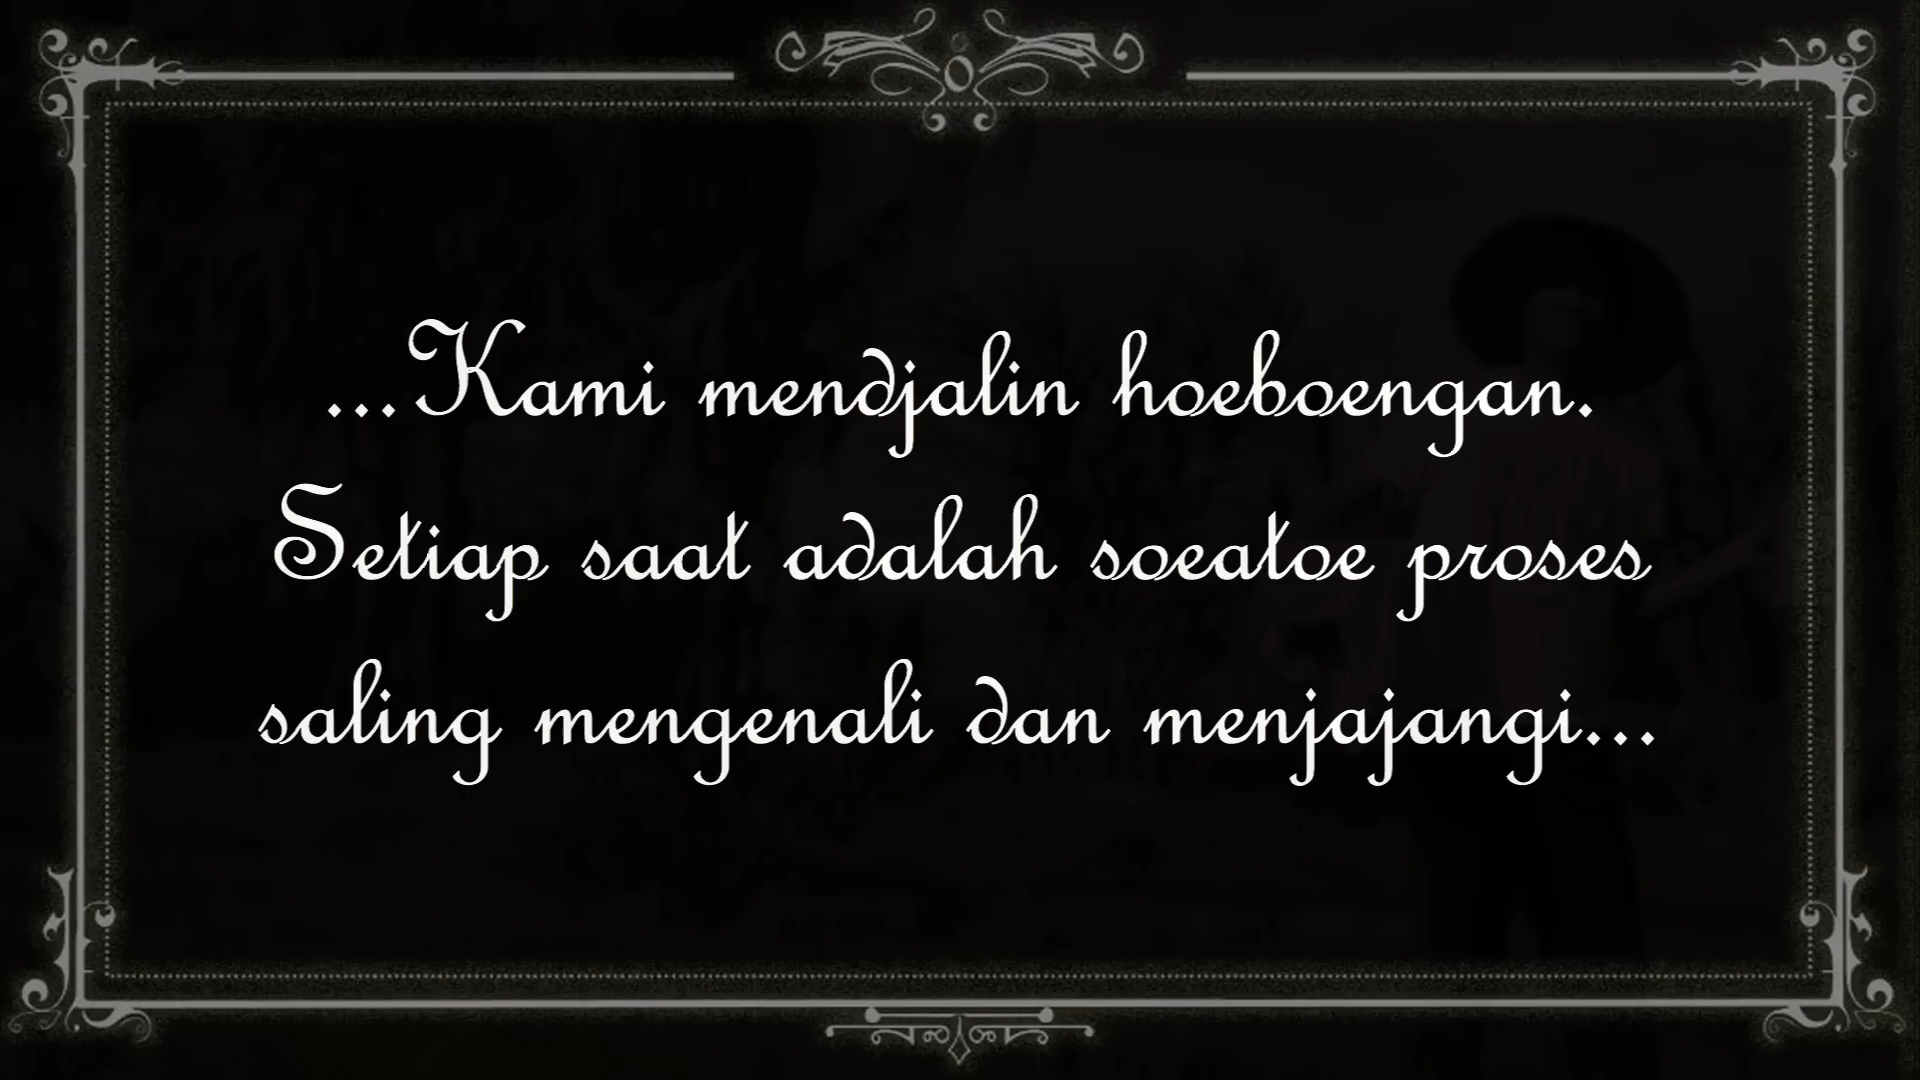 ...Kami mendjalin hoeboengan.
Setiap saat adalah soeatoe proses
saling mengenali dan menjajangi...